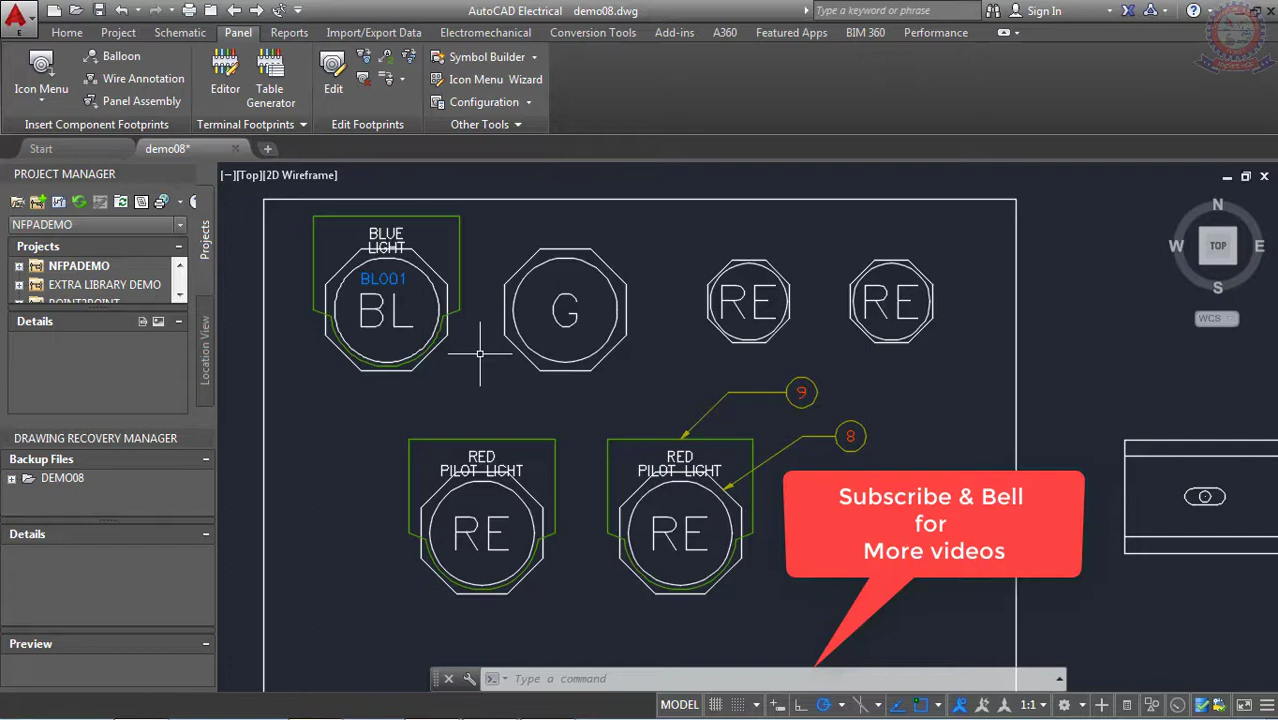 AutoCAD Electrical demo08.dwg
Type a keyword or phrase
Sign In
Home Project Schematic Panel Reports Import/Export Data Electromechanical Conversion Tools Add-ins A360 Featured Apps BIM 360 Performance
Icon Menu
Balloon
Wire Annotation
Panel Assembly
Insert Component Footprints
Editor
Table
Generator
Terminal Footprints
Edit
Edit Footprints
Symbol Builder
Icon Menu Wizard
Configuration
Other Tools
Start
demo08*
PROJECT MANAGER
NFPADEMO
Projects
NFPADEMO
EXTRA LIBRARY DEMO
POINT2POINT
Details
Projects
Location View
DRAWING RECOVERY MANAGER
Backup Files
DEMO08
Details
Preview
[−][Top][2D Wireframe]
BLUE
LIGHT
BL001
BL
G
RE
RE
9
8
RED
PILOT LIGHT
RE
RED
PILOT LIGHT
RE
N
W
TOP
E
S
WCS
Subscribe & Bell
for
More videos
Type a command
MODEL
1:1